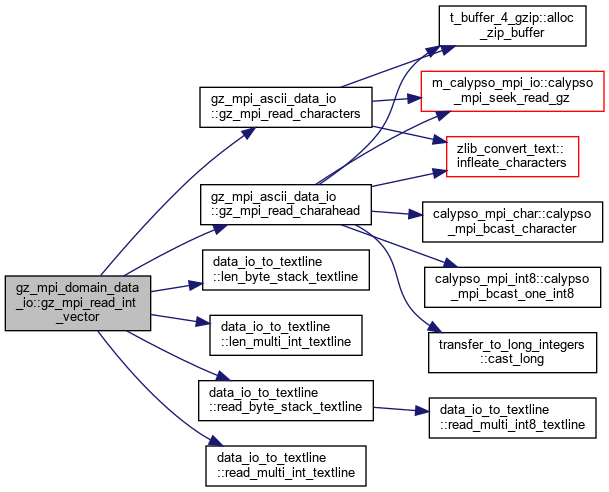 gz_mpi_domain_data
_io::gz_mpi_read_int
_vector
gz_mpi_ascii_data_io
::gz_mpi_read_characters
gz_mpi_ascii_data_io
::gz_mpi_read_charahead
data_io_to_textline
::len_byte_stack_textline
data_io_to_textline
::len_multi_int_textline
data_io_to_textline
::read_byte_stack_textline
data_io_to_textline
::read_multi_int_textline
t_buffer_4_gzip::alloc
_zip_buffer
m_calypso_mpi_io::calypso
_mpi_seek_read_gz
zlib_convert_text::
infleate_characters
calypso_mpi_char::calypso
_mpi_bcast_character
calypso_mpi_int8::calypso
_mpi_bcast_one_int8
transfer_to_long_integers
::cast_long
data_io_to_textline
::read_multi_int8_textline